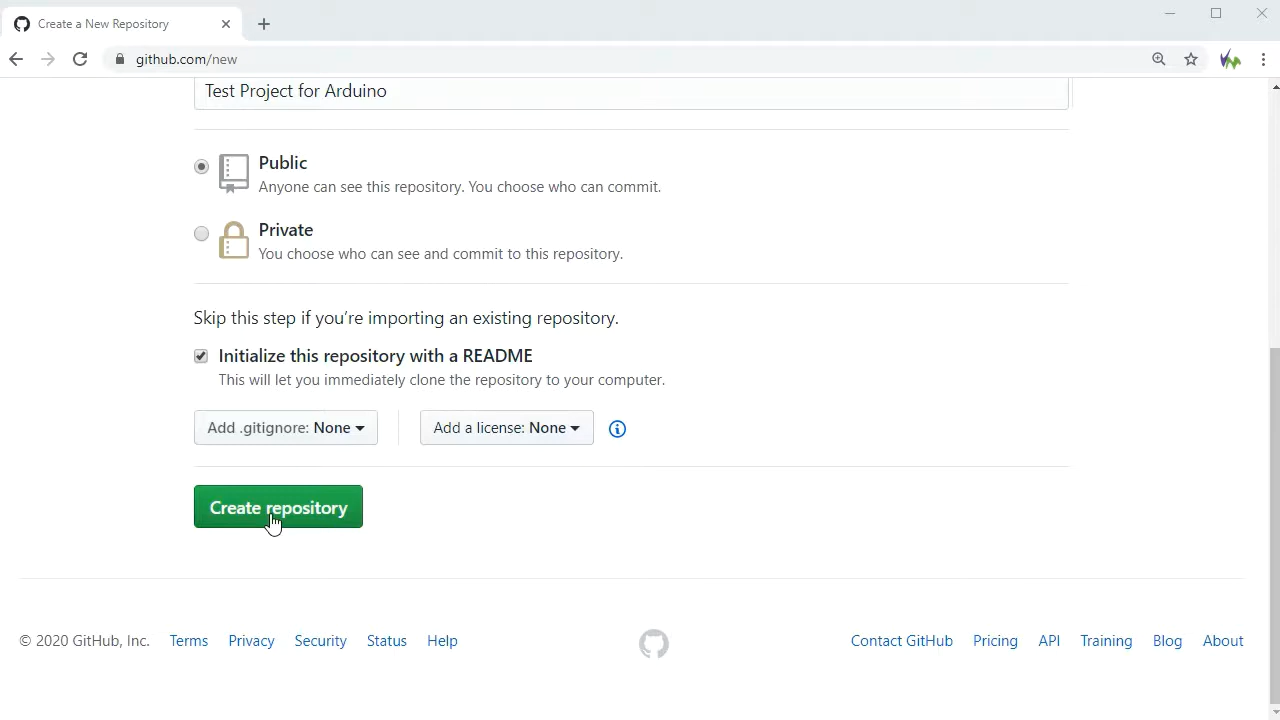 Create a New Repository
github.com/new
Test Project for Arduino
Public
Anyone can see this repository. You choose who can commit.
Private
You choose who can see and commit to this repository.
Skip this step if you’re importing an existing repository.
Initialize this repository with a README
This will let you immediately clone the repository to your computer.
Add .gitignore: None Add a license: None
Create repository
© 2020 GitHub, Inc. Terms Privacy Security Status Help Contact GitHub Pricing API Training Blog About